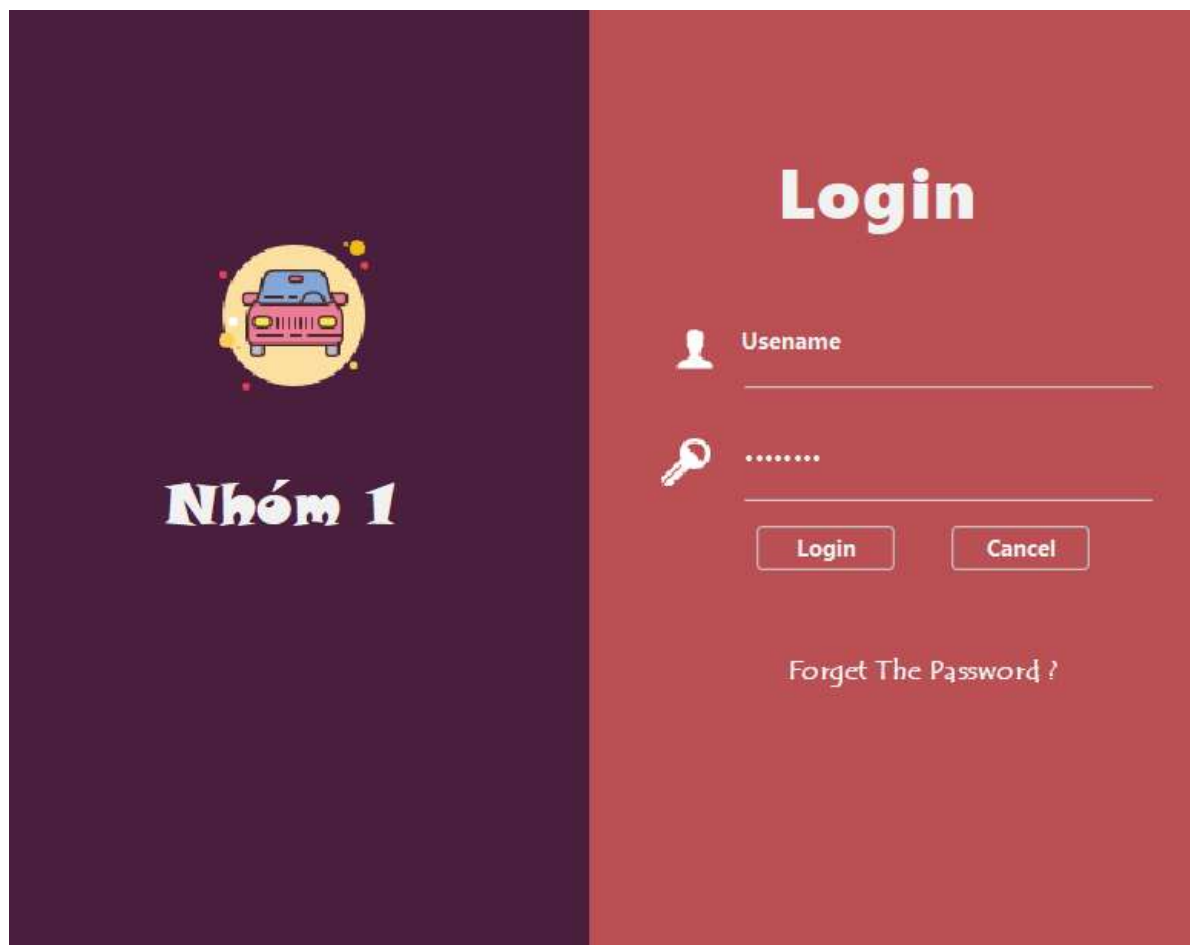 Nhóm 1
Login
Usename
••••••••
Login
Cancel
Forget The Password ?